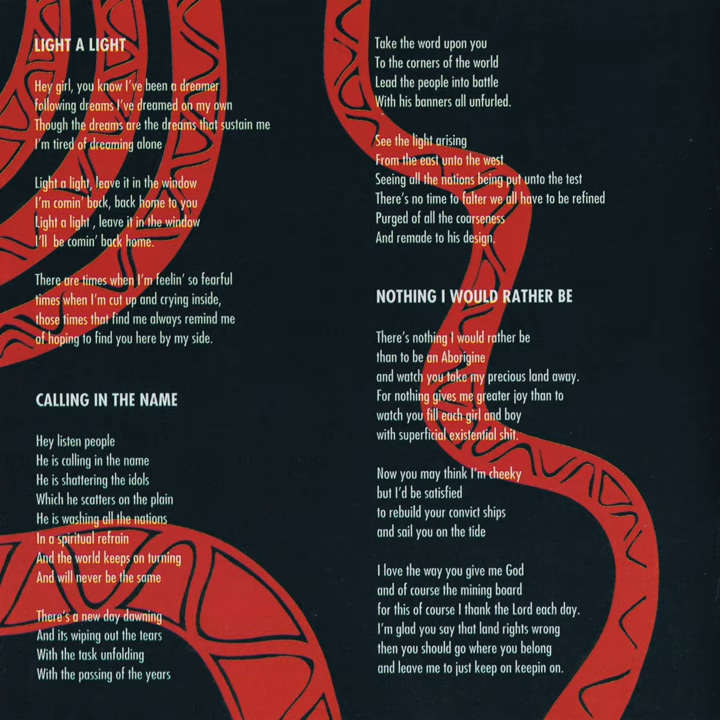 LIGHT A LIGHT
Hey girl, you know I've been a dreamer
following dreams I've dreamed on my own
Though the dreams are the dreams that sustain me
I'm tired of dreaming alone
Light a light, leave it in the window
I'm comin' back, back home to you
Light a light , leave it in the window
I'll be comin' back home.
There are times when I'm feelin' so fearful
times when I'm cut up and crying inside,
those times that find me always remind me
of hoping to find you here by my side.
CALLING IN THE NAME
Hey listen people
He is calling in the name
He is shattering the idols
Which he scatters on the plain
He is washing all the nations
In a spiritual refrain
And the world keeps on turning
And will never be the same
There's a new day dawning
And its wiping out the tears
With the task unfolding
With the passing of the years
Take the word upon you
To the corners of the world
Lead the people into battle
With his banners all unfurled.
See the light arising
From the east unto the west
Seeing all the nations being put unto the test
There's no time to falter we all have to be refined
Purged of all the coarseness
And remade to his design.
NOTHING I WOULD RATHER BE
There's nothing I would rather be
than to be an Aborigine
and watch you take my precious land away.
For nothing gives me greater joy than to
watch you fill each girl and boy
with superficial existential shit.
Now you may think I'm cheeky
but I'd be satisfied
to rebuild your convict ships
and sail you on the tide
I love the way you give me God
and of course the mining board
for this of course I thank the Lord each day.
I'm glad you say that land rights wrong
then you should go where you belong
and leave me to just keep on keepin on.